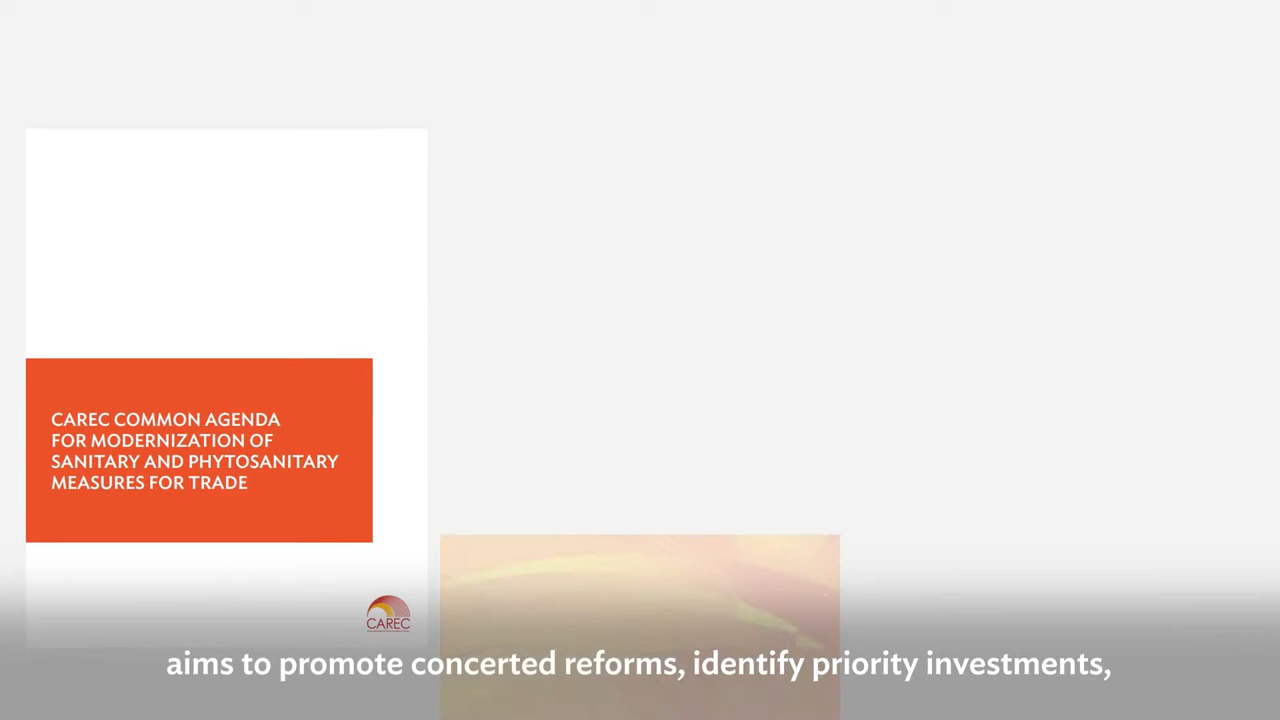 CAREC COMMON AGENDA
FOR MODERNIZATION OF
SANITARY AND PHYTOSANITARY
MEASURES FOR TRADE
CAREC
aims to promote concerted reforms, identify priority investments,